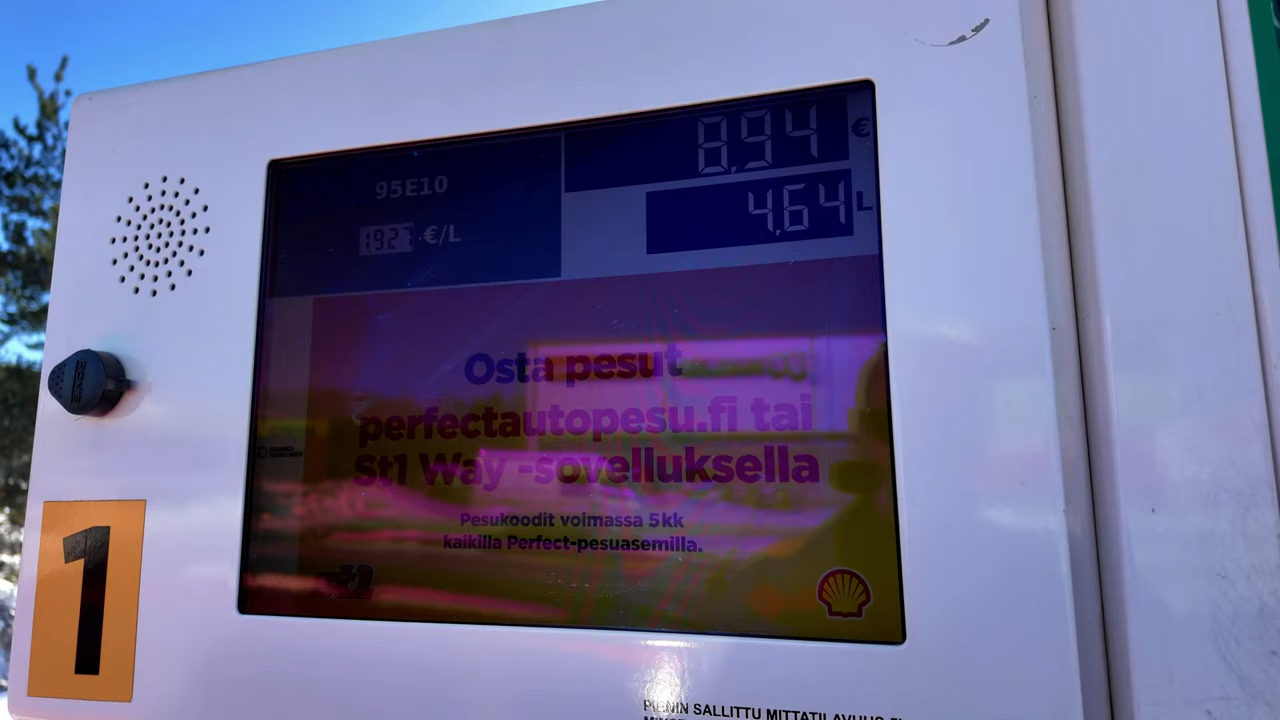 8.94 €
95E10
4.64 L
1.927 €/L
Osta pesut
perfectautopesu.fi tai
St1 Way -sovelluksella
Pesukoodit voimassa 5kk
kaikilla Perfect-pesuasemilla.
1
PIENIN SALLITTU MITTATILAVUUS